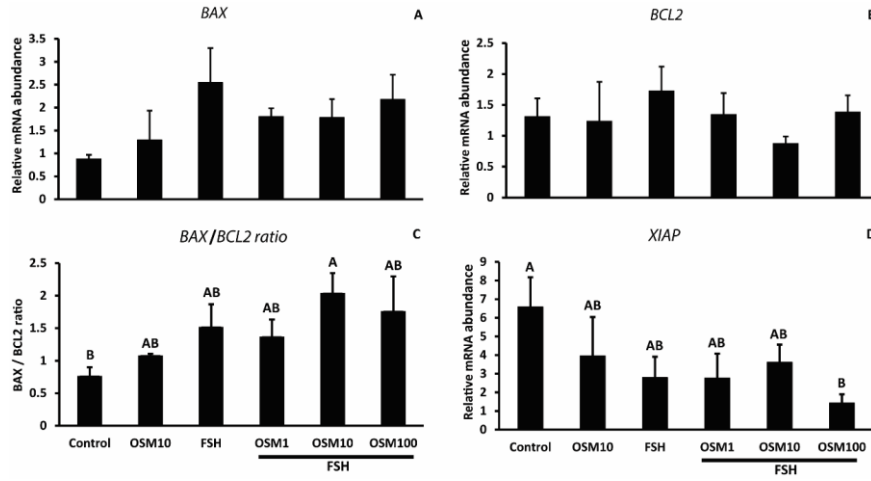 BAX
A
Relative mRNA abundance
3.5
3
2.5
2
1.5
1
0.5
0
BCL2
Relative mRNA abundance
2.5
2
1.5
1
0.5
0
BAX/BCL2 ratio
C
BAX / BCL2 ratio
2.5
2
1.5
1
0.5
0
B
AB
AB
AB
A
AB
Control
OSM10
FSH
OSM1
OSM10
OSM100
FSH
XIAP
D
Relative mRNA abundance
9
8
7
6
5
4
3
2
1
0
A
AB
AB
AB
AB
B
Control
OSM10
FSH
OSM1
OSM10
OSM100
FSH